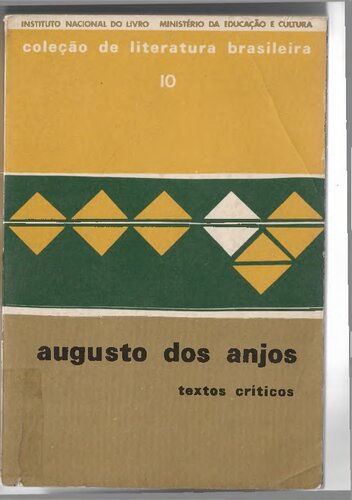 INSTITUTO NACIONAL DO LIVRO MINISTÉRIO DA EDUCAÇÃO E CULTURA
coleção de literatura brasileira
10
augusto dos anjos
textos críticos